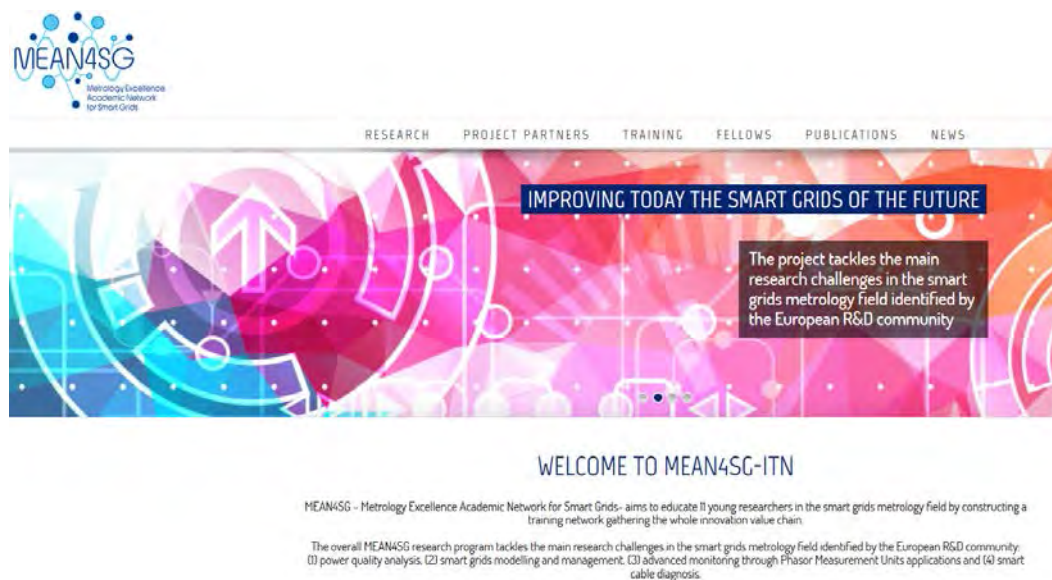 MEAN4SG
Metrology Excellence
Academic Network
for Smart Grids
RESEARCH PROJECT PARTNERS TRAINING FELLOWS PUBLICATIONS NEWS
IMPROVING TODAY THE SMART GRIDS OF THE FUTURE
The project tackles the main
research challenges in the smart
grids metrology field identified by
the European R&D community
WELCOME TO MEAN4SG-ITN
MEAN4SG - Metrology Excellence Academic Network for Smart Grids- aims to educate 11 young researchers in the smart grids metrology field by constructing a
training network gathering the whole innovation value chain.
The overall MEAN4SG research program tackles the main research challenges in the smart grids metrology field identified by the European R&D community:
(1) power quality analysis, (2) smart grids modelling and management, (3) advanced monitoring through Phasor Measurement Units applications and (4) smart
cable diagnosis.